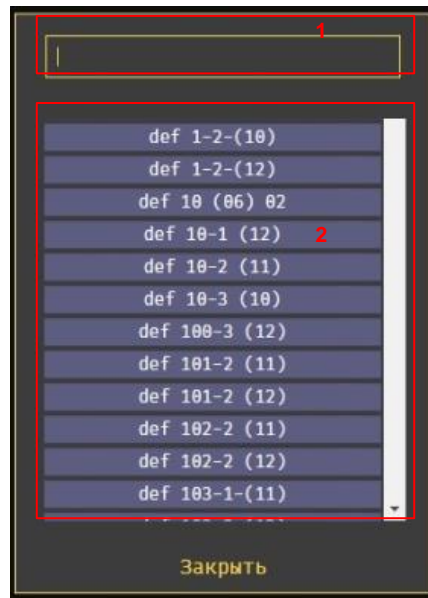 1
def 1-2-(10)
def 1-2-(12)
def 10 (06) 02
def 10-1 (12) 2
def 10-2 (11)
def 10-3 (10)
def 100-3 (12)
def 101-2 (11)
def 101-2 (12)
def 102-2 (11)
def 102-2 (12)
def 103-1-(11)
Закрыть